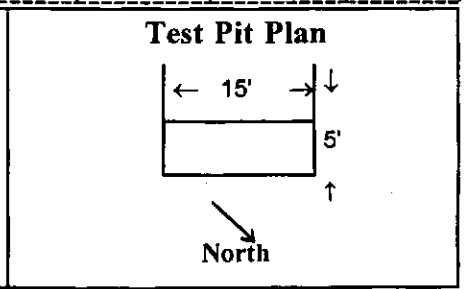 Test Pit Plan
← 15' → ↓
5'
↑
North